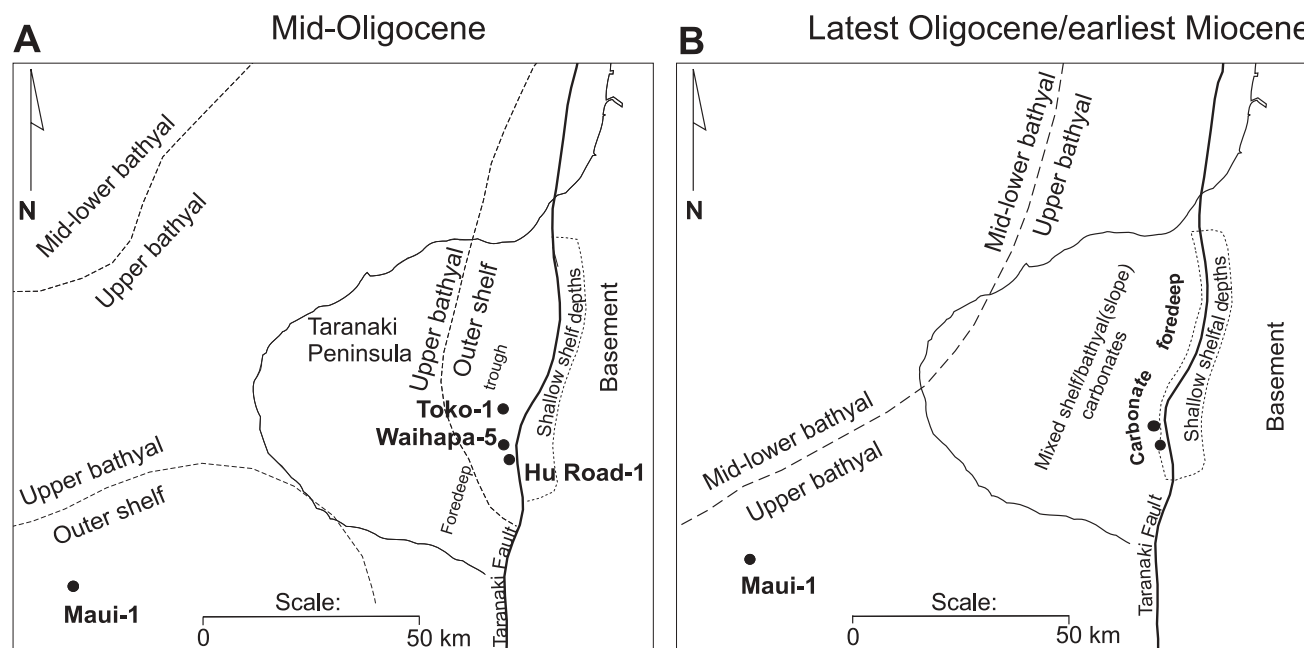 A
Mid-Oligocene
N
Mid-lower bathyal
Upper bathyal
Taranaki
Peninsula
Upper bathyal
Outer shelf
trough
Toko-1
Waihapa-5
Hu Road-1
Foredeep
Shallow shelf depths
Basement
Upper bathyal
Outer shelf
Maui-1
Taranaki Fault
Scale:
0
50 km
B
Latest Oligocene/earliest Miocene
N
Mid-lower bathyal
Upper bathyal
Mixed shelf/bathyal(slope)
carbonates
Carbonate foredeep
Shallow shelfal depths
Basement
Mid-lower bathyal
Upper bathyal
Maui-1
Taranaki Fault
Scale:
0
50 km